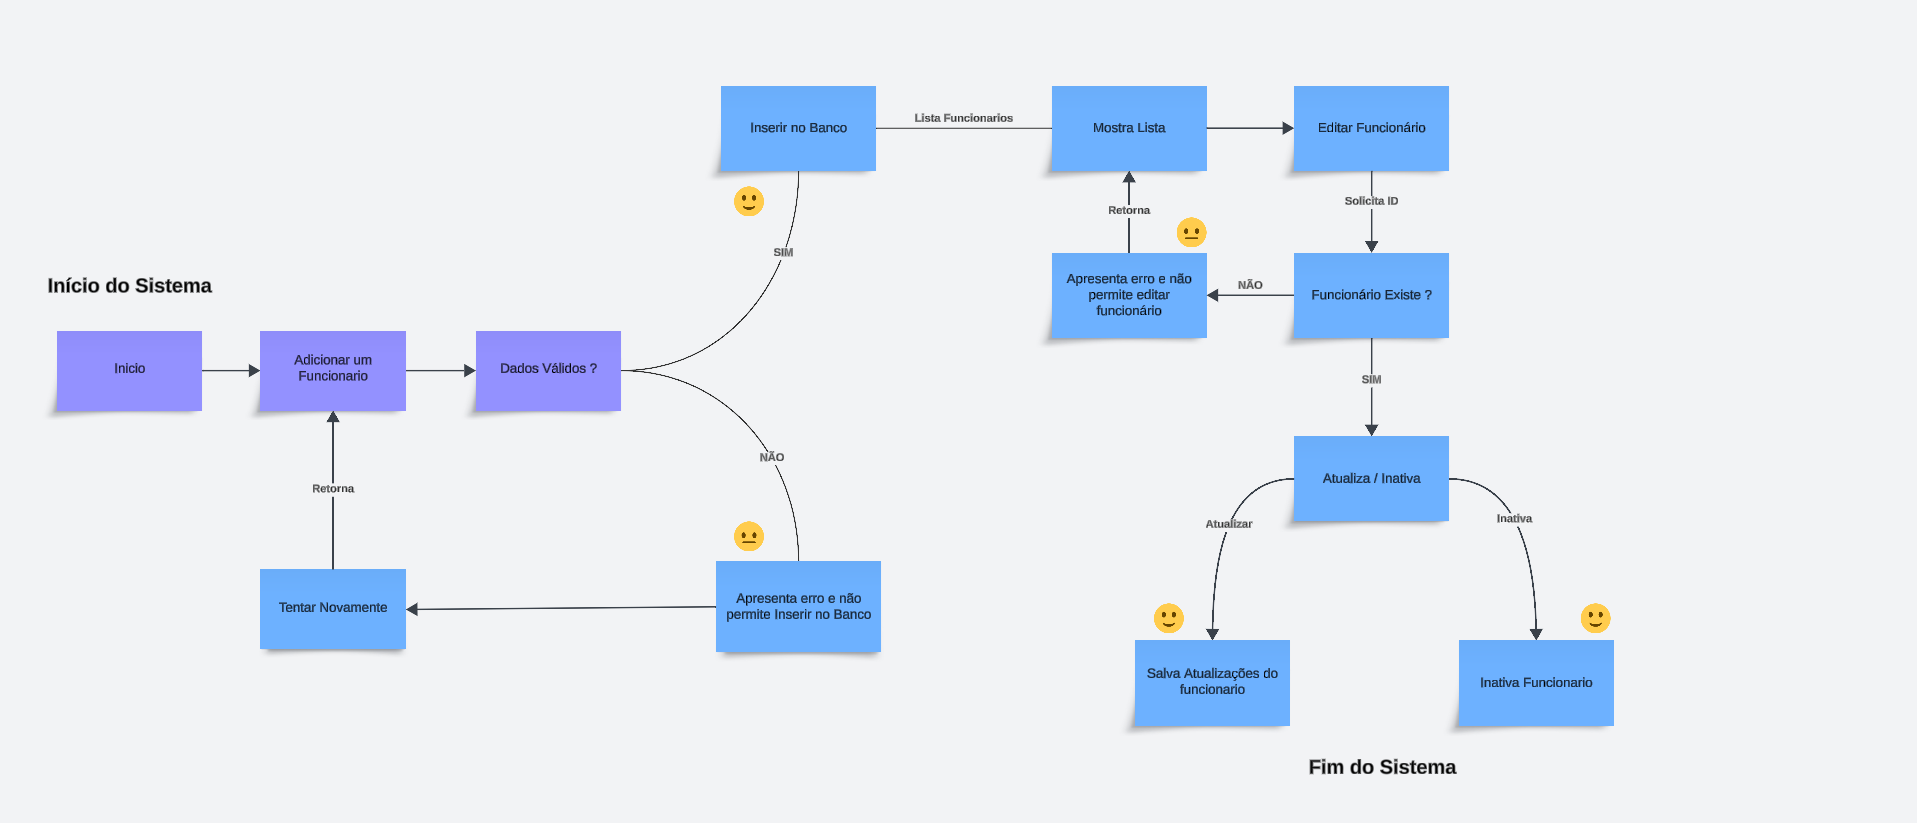 Início do Sistema
Inicio
Adicionar um
Funcionario
Dados Válidos ?
SIM
NÃO
Inserir no Banco
Lista Funcionarios
Apresenta erro e não
permite Inserir no Banco
Tentar Novamente
Retorna
Mostra Lista
Editar Funcionário
Solicita ID
Funcionário Existe ?
NÃO
Apresenta erro e não
permite editar
funcionário
Retorna
SIM
Atualiza / Inativa
Atualizar
Inativa
Salva Atualizações do
funcionario
Inativa Funcionario
Fim do Sistema